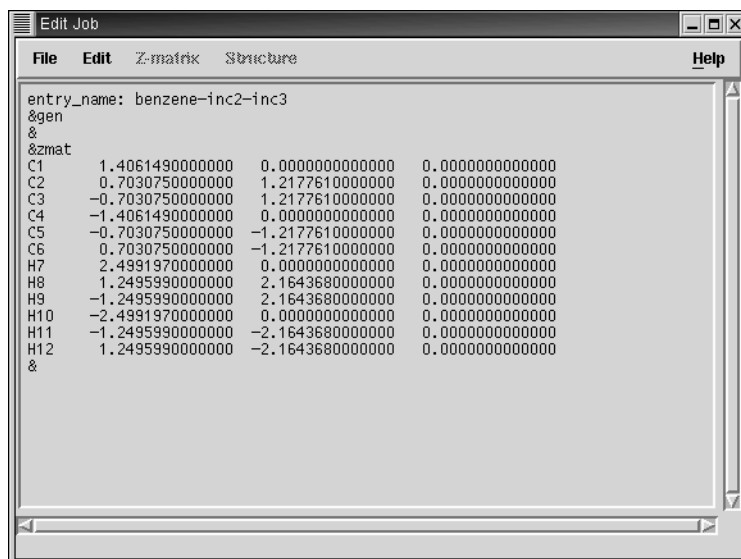 Edit Job
File Edit Z-matrix Structure Help
entry_name: benzene-inc2-inc3
&gen
&
&zmat
C1 1.4061490000000 0.0000000000000 0.0000000000000
C2 0.7030750000000 1.2177610000000 0.0000000000000
C3 -0.7030750000000 1.2177610000000 0.0000000000000
C4 -1.4061490000000 0.0000000000000 0.0000000000000
C5 -0.7030750000000 -1.2177610000000 0.0000000000000
C6 0.7030750000000 -1.2177610000000 0.0000000000000
H7 2.4991970000000 0.0000000000000 0.0000000000000
H8 1.2495990000000 2.1643680000000 0.0000000000000
H9 -1.2495990000000 2.1643680000000 0.0000000000000
H10 -2.4991970000000 0.0000000000000 0.0000000000000
H11 -1.2495990000000 -2.1643680000000 0.0000000000000
H12 1.2495990000000 -2.1643680000000 0.0000000000000
&